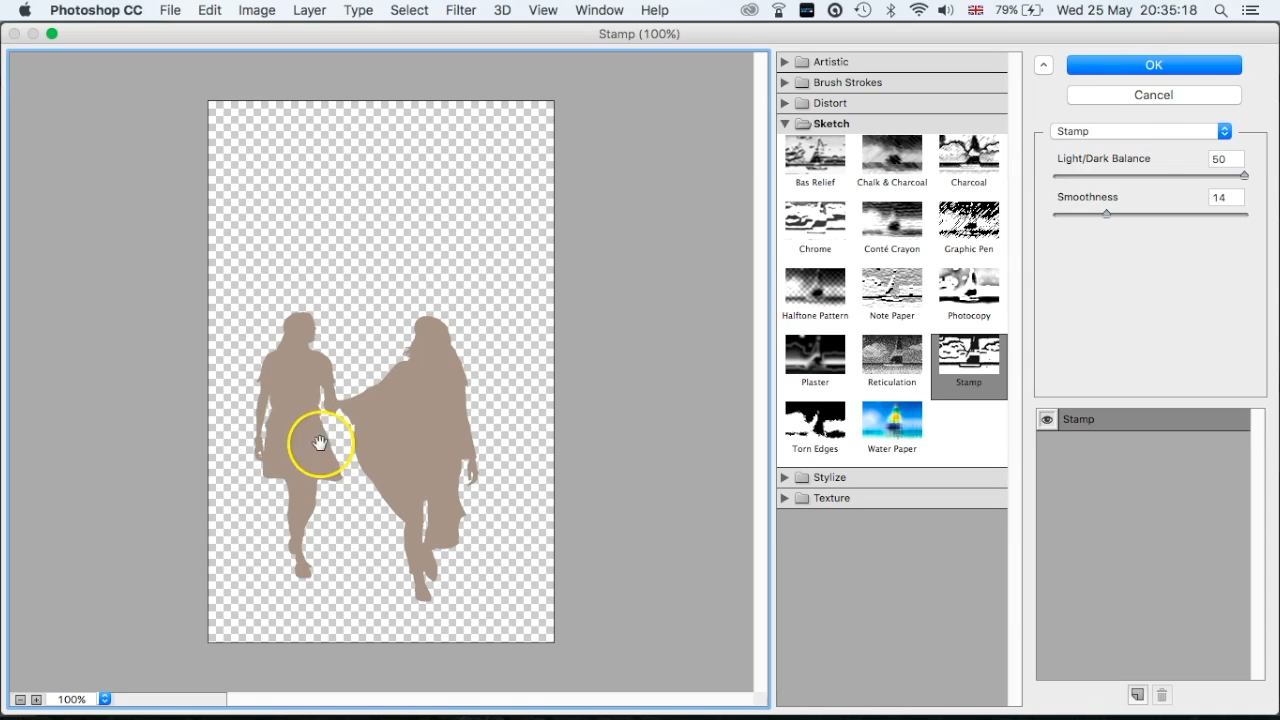 Photoshop CC File Edit Image Layer Type Select Filter 3D View Window Help 79% Wed 25 May 20:35:18
Stamp (100%)
Artistic
Brush Strokes
Distort
Sketch
Bas Relief Chalk & Charcoal Charcoal
Chrome Conté Crayon Graphic Pen
Halftone Pattern Note Paper Photocopy
Plaster Reticulation Stamp
Torn Edges Water Paper
Stylize
Texture
OK
Cancel
Stamp
Light/Dark Balance 50
Smoothness 14
Stamp
100%